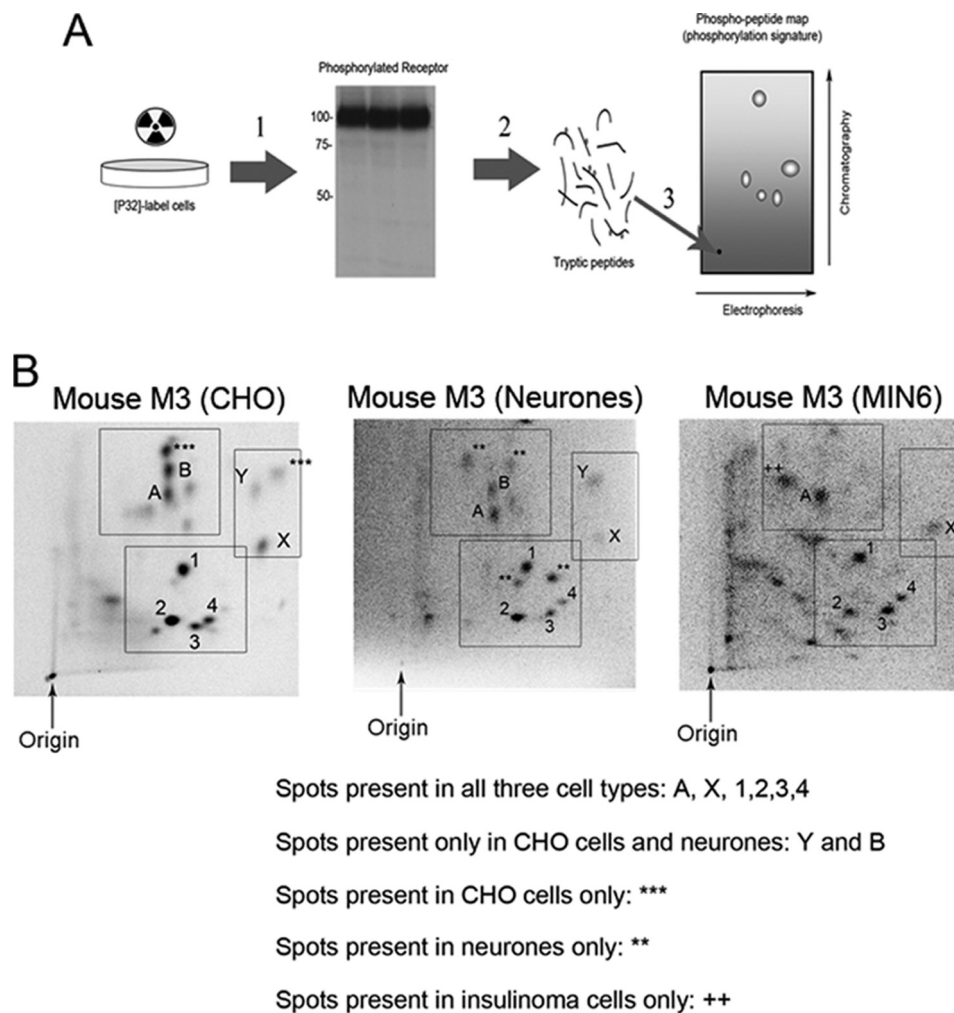 A
Phospho-peptide map
(phosphorylation signature)
Phosphorylated Receptor
1
100-
75-
50-
2
3
[P32]-label cells
Tryptic peptides
Chromatography
Electrophoresis
B
Mouse M3 (CHO)
Mouse M3 (Neurones)
Mouse M3 (MIN6)
***
B
A
Y
***
X
1
2
3
4
Origin
**
**
B
A
Y
1
**
**
2
3
4
Origin
++
A
X
1
2
3
4
Origin
Spots present in all three cell types: A, X, 1,2,3,4
Spots present only in CHO cells and neurones: Y and B
Spots present in CHO cells only: ***
Spots present in neurones only: **
Spots present in insulinoma cells only: ++